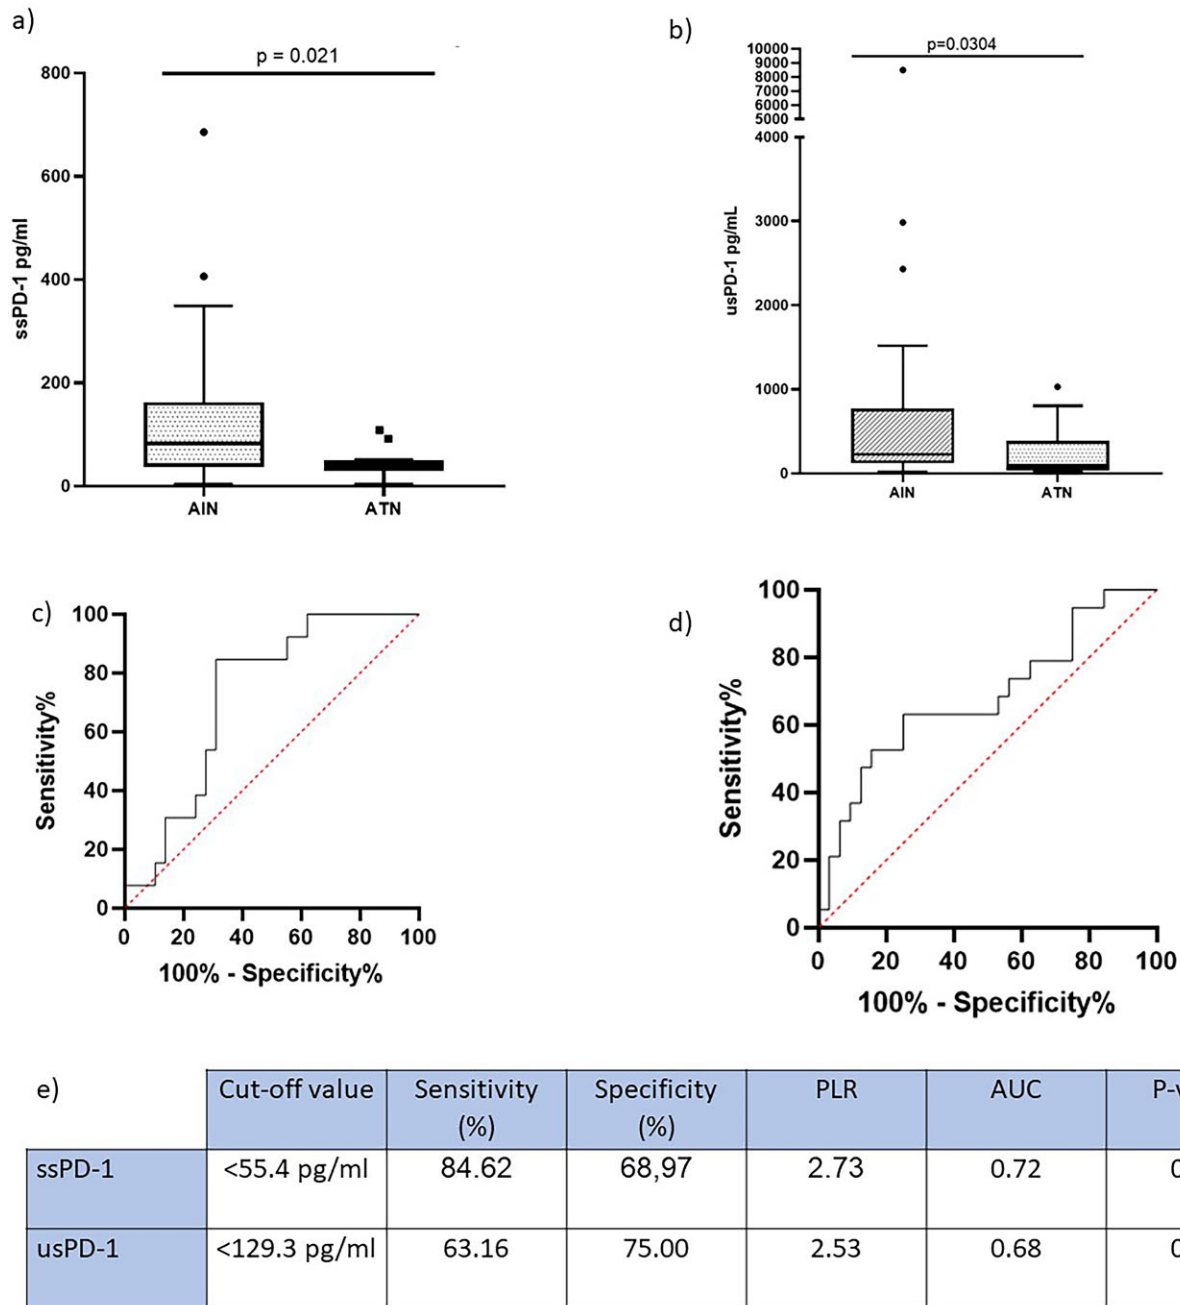 a)
p = 0.021
800
600
400
200
0
ssPD-1 pg/ml
AIN
ATN
b)
p=0.0304
10000
9000
8000
7000
6000
5000
4000
3000
2000
1000
0
usPD-1 pg/mL
AIN
ATN
c)
100
80
60
40
20
0
Sensitivity%
0 20 40 60 80 100
100% - Specificity%
d)
100
80
60
40
20
0
Sensitivity%
0 20 40 60 80 100
100% - Specificity%
e)
Cut-off value Sensitivity (%) Specificity (%) PLR AUC P-v
ssPD-1 <55.4 pg/ml 84.62 68,97 2.73 0.72 0
usPD-1 <129.3 pg/ml 63.16 75.00 2.53 0.68 0